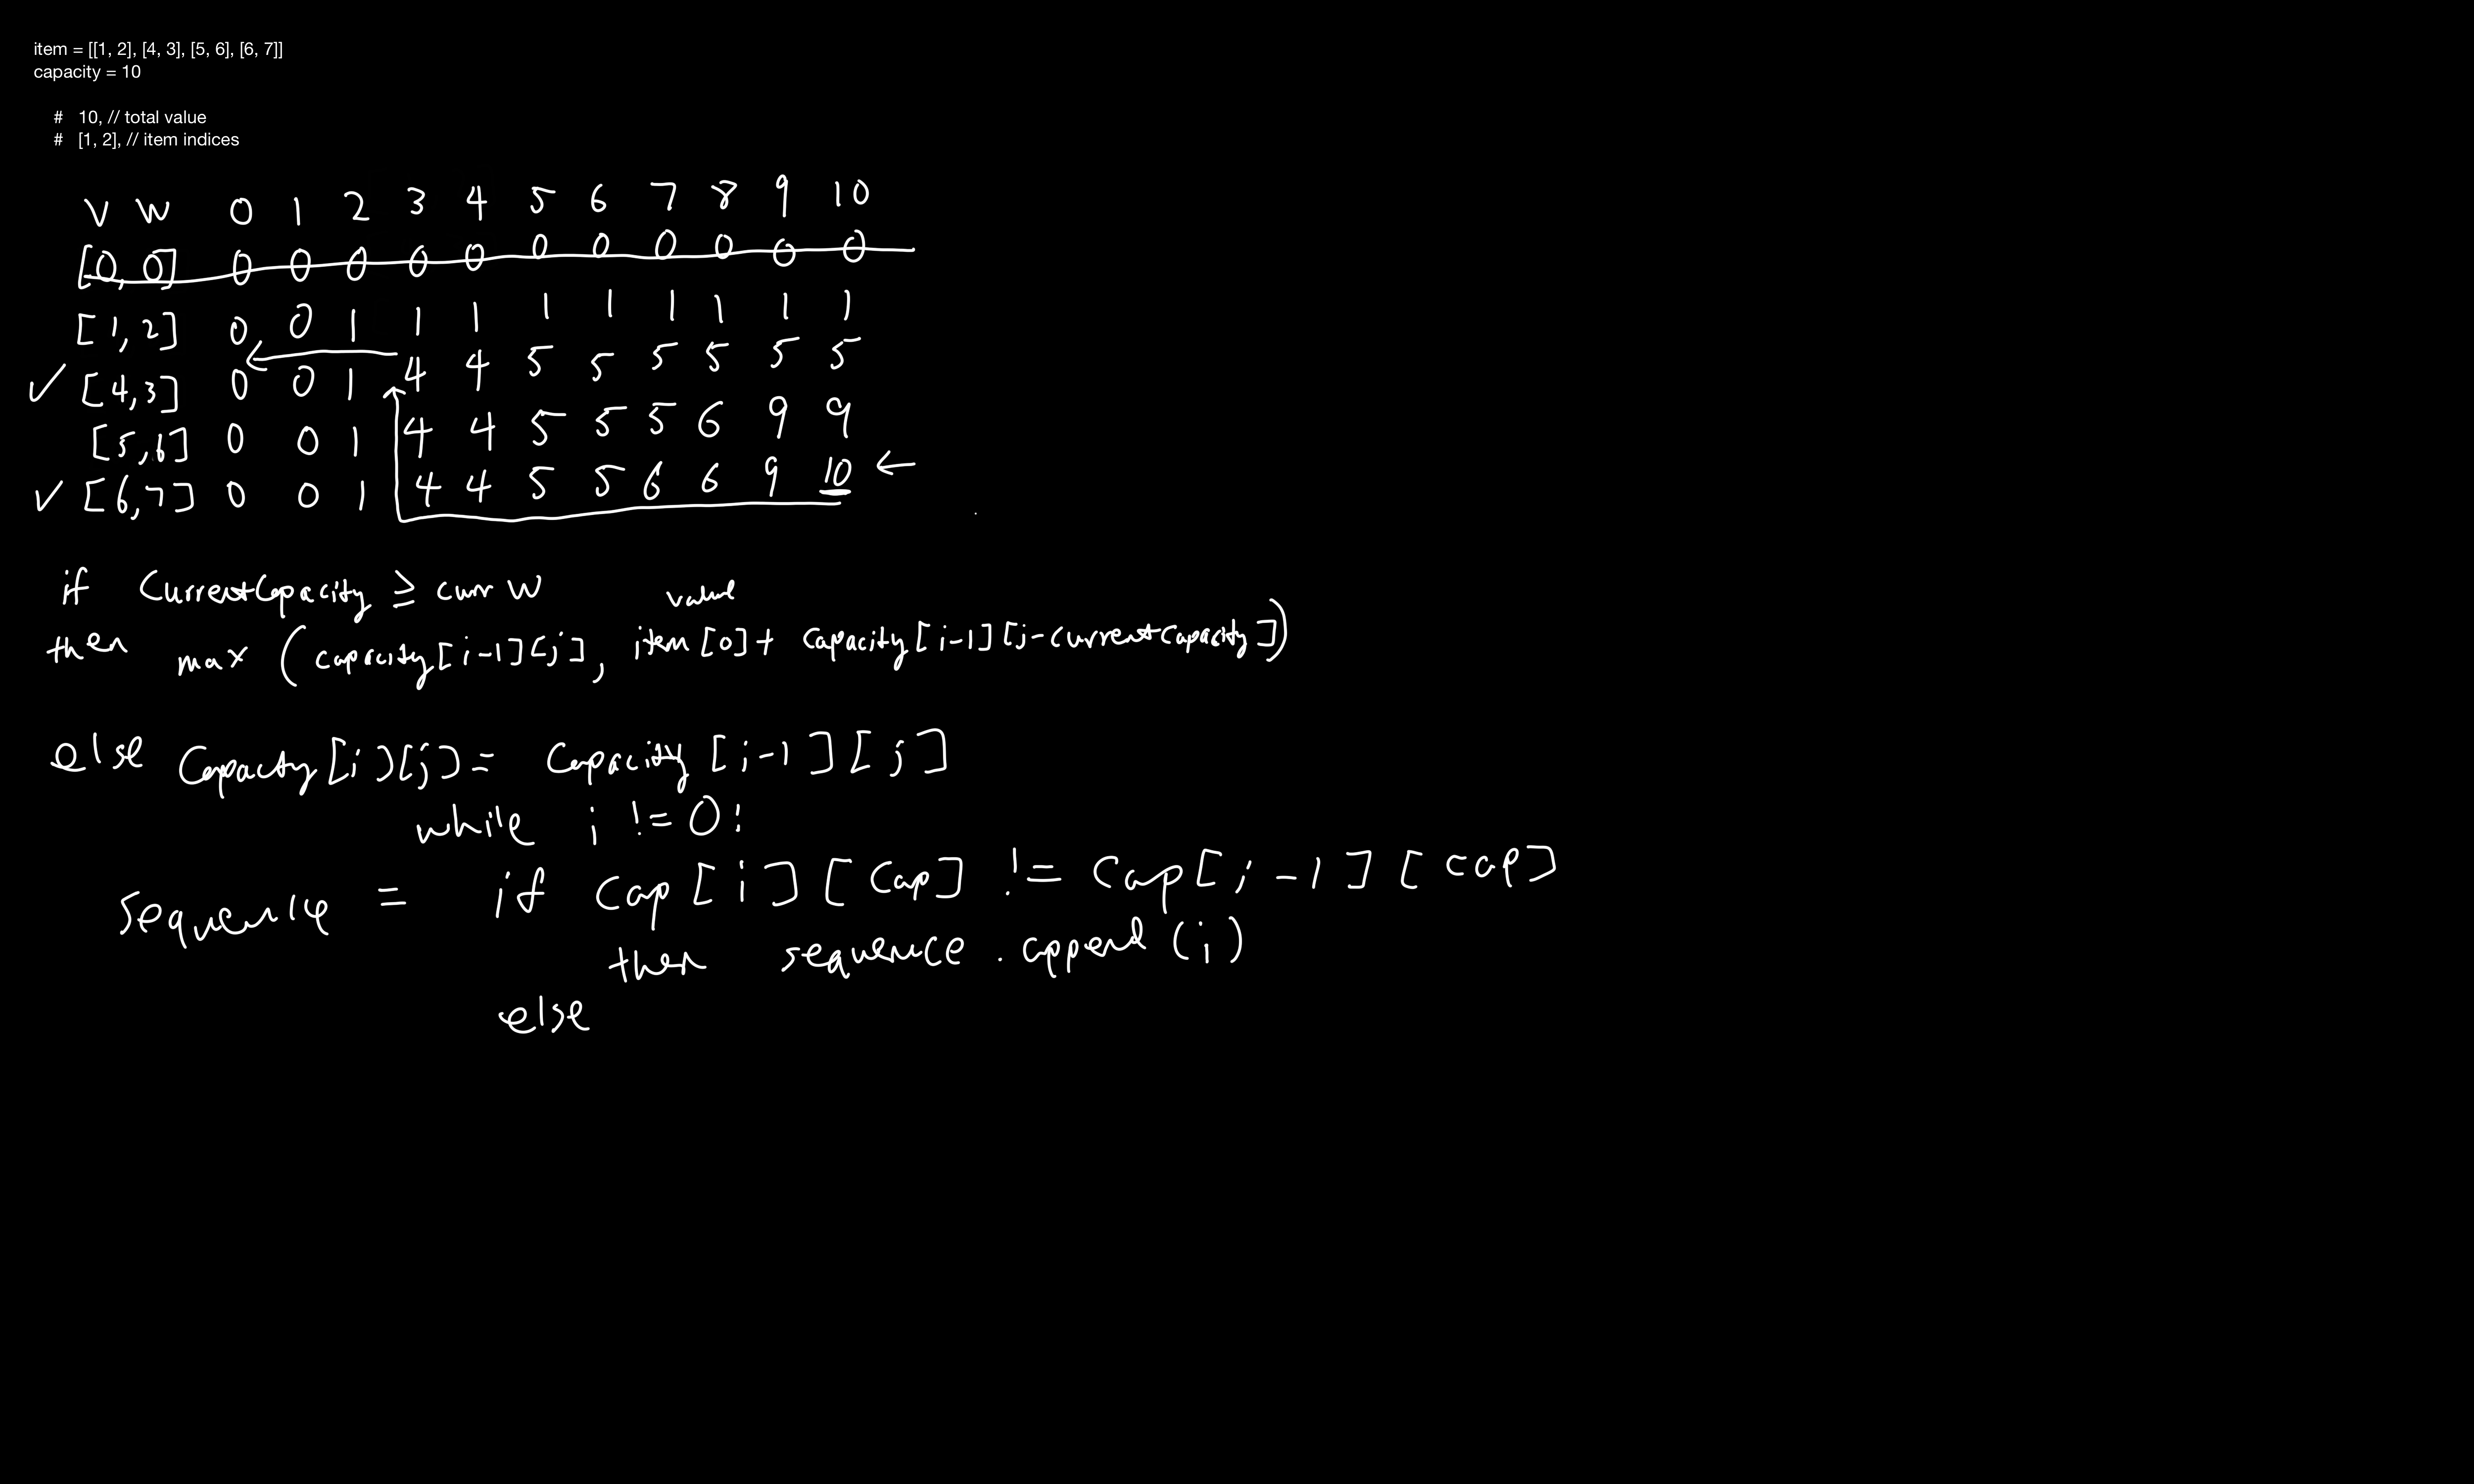 item = [[1, 2], [4, 3], [5, 6], [6, 7]]
capacity = 10
# 10, // total value
# [1, 2], // item indices
V W 0 1 2 3 4 5 6 7 8 9 10
[0,0] 0 0 0 0 0 0 0 0 0 0 0
[1,2] 0 0 1 1 1 1 1 1 1 1 1
✓ [4,3] 0 0 1 4 4 5 5 5 5 5 5
[5,6] 0 0 1 4 4 5 5 5 6 9 9
✓ [6,7] 0 0 1 4 4 5 5 6 6 9 10 ←
if CurrentCapacity ≥ curr W
value
then max (capacity[i-1][j], item[0]+ capacity[i-1][j-currentCapacity])
else Capacity[i][j]= Capacity[i-1][j]
while i !=0:
Sequence = if cap[i][cap] != cap[i-1][cap]
then sequence.append(i)
else